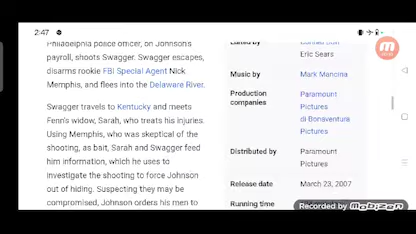 2:47
Philadelphia police officer, on Johnson's
payroll, shoots Swagger. Swagger escapes,
disarms rookie FBI Special Agent Nick
Memphis, and flees into the Delaware River.
Swagger travels to Kentucky and meets
Fenn's widow, Sarah, who treats his injuries.
Using Memphis, who was skeptical of the
shooting, as bait, Sarah and Swagger feed
him information, which he uses to
investigate the shooting to force Johnson
out of hiding. Suspecting they may be
compromised, Johnson orders his men to
Eric Sears
Music by Mark Mancina
Production companies
Paramount
Pictures
di Bonaventura
Pictures
Distributed by Paramount
Pictures
Release date March 23, 2007
Running time
Recorded by Mobizen